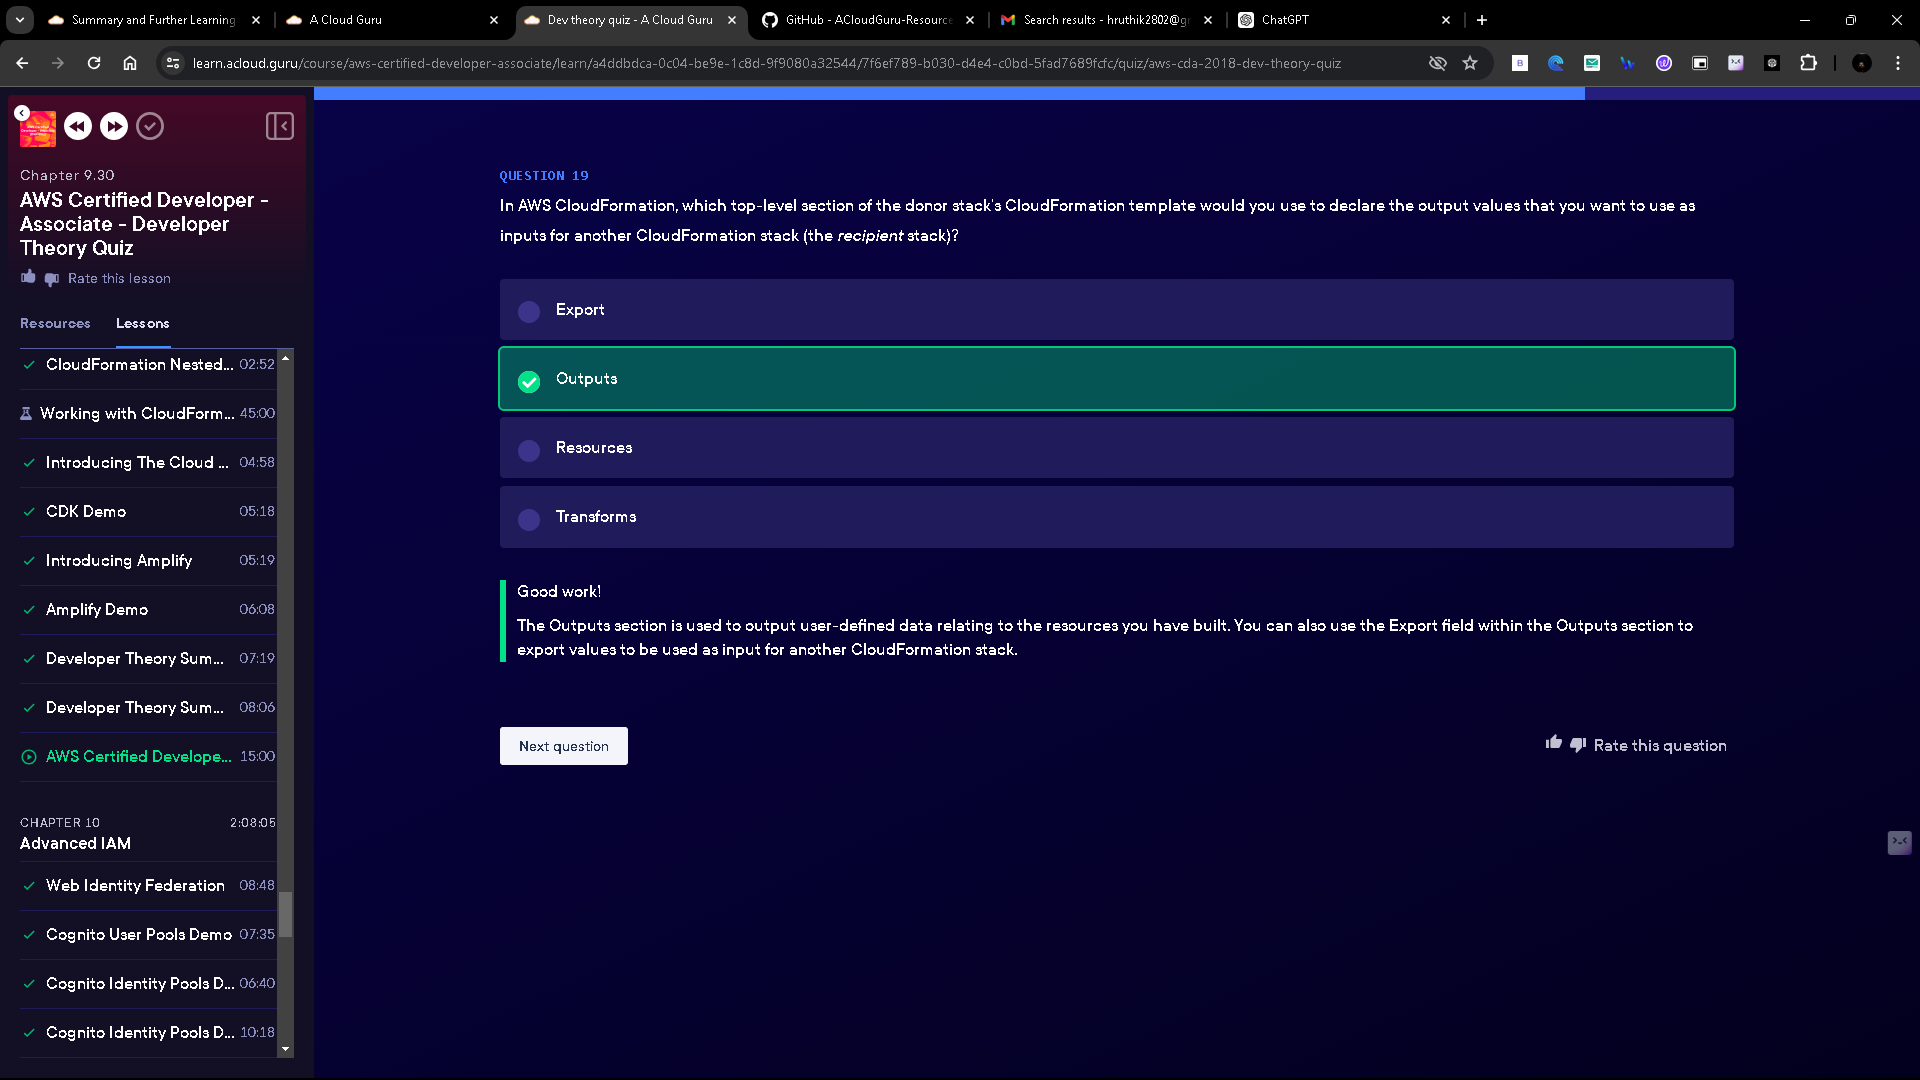 Summary and Further Learning
A Cloud Guru
Dev theory quiz - A Cloud Guru
GitHub - ACloudGuru-Resource
Search results - hruthik2802@gr
ChatGPT
learn.acloud.guru/course/aws-certified-developer-associate/learn/a4ddbdca-0c04-be9e-1c8d-9f9080a32544/7f6ef789-b030-d4e4-c0bd-5fad7689fcfc/quiz/aws-cda-2018-dev-theory-quiz
Chapter 9.30
AWS Certified Developer -
Associate - Developer
Theory Quiz
Rate this lesson
Resources
Lessons
CloudFormation Nested... 02:52
Working with CloudForm... 45:00
Introducing The Cloud ... 04:58
CDK Demo 05:18
Introducing Amplify 05:19
Amplify Demo 06:08
Developer Theory Sum... 07:19
Developer Theory Sum... 08:06
AWS Certified Develope... 15:00
CHAPTER 10 2:08:05
Advanced IAM
Web Identity Federation 08:48
Cognito User Pools Demo 07:35
Cognito Identity Pools D... 06:40
Cognito Identity Pools D... 10:18
QUESTION 19
In AWS CloudFormation, which top-level section of the donor stack's CloudFormation template would you use to declare the output values that you want to use as
inputs for another CloudFormation stack (the recipient stack)?
Export
Outputs
Resources
Transforms
Good work!
The Outputs section is used to output user-defined data relating to the resources you have built. You can also use the Export field within the Outputs section to
export values to be used as input for another CloudFormation stack.
Next question
Rate this question